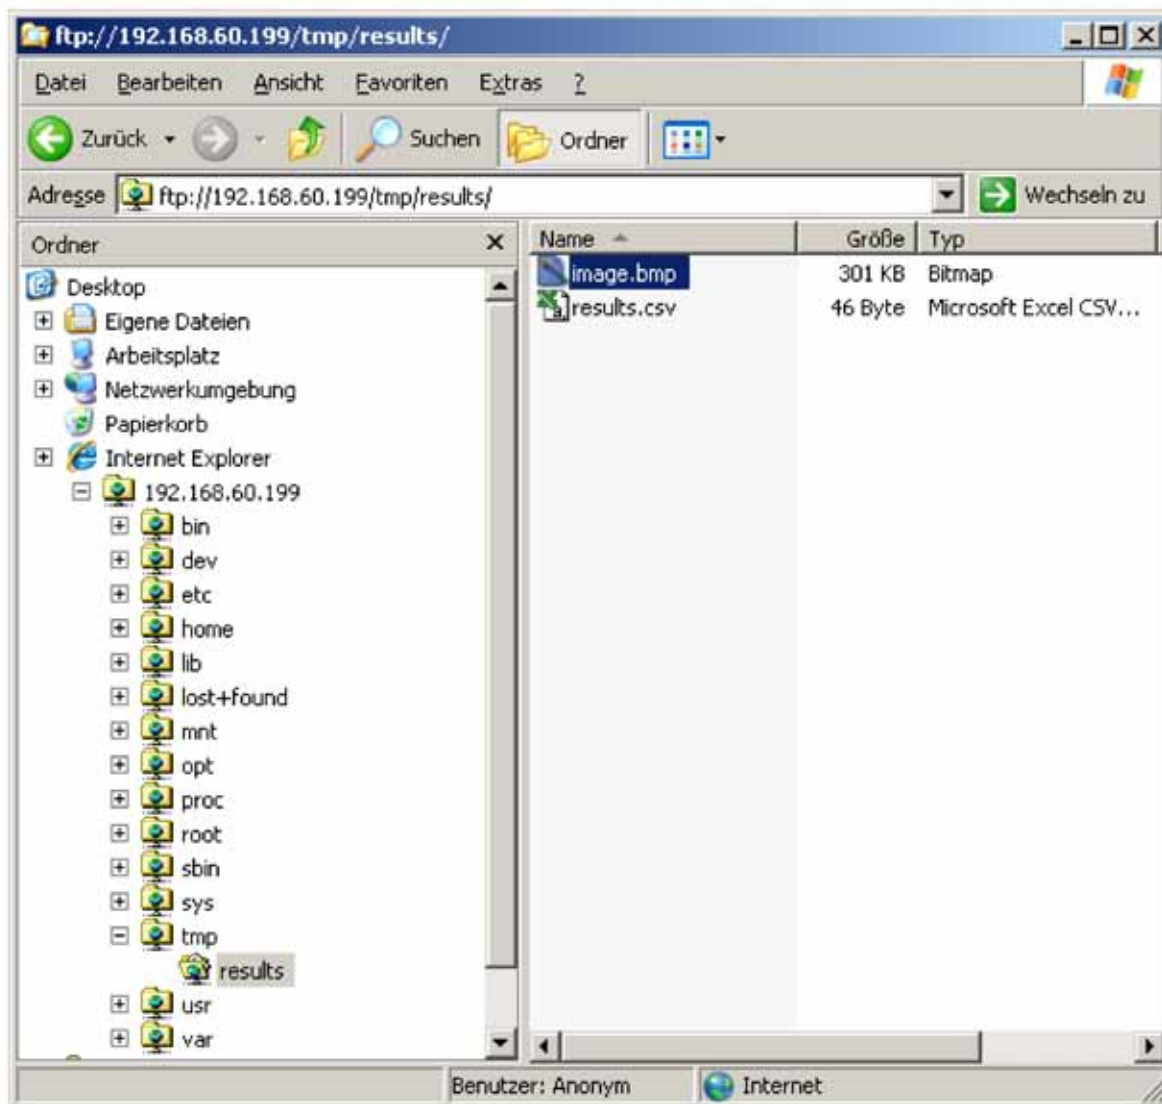 ftp://192.168.60.199/tmp/results/
Datei Bearbeiten Ansicht Favoriten Extras ?
Zurück Suchen Ordner
Adresse ftp://192.168.60.199/tmp/results/ Wechseln zu
Ordner
Name Größe Typ
image.bmp 301 KB Bitmap
results.csv 46 Byte Microsoft Excel CSV...
Desktop
Eigene Dateien
Arbeitsplatz
Netzwerkumgebung
Papierkorb
Internet Explorer
192.168.60.199
bin
dev
etc
home
lib
lost+found
mnt
opt
proc
root
sbin
sys
tmp
results
usr
var
Benutzer: Anonym Internet